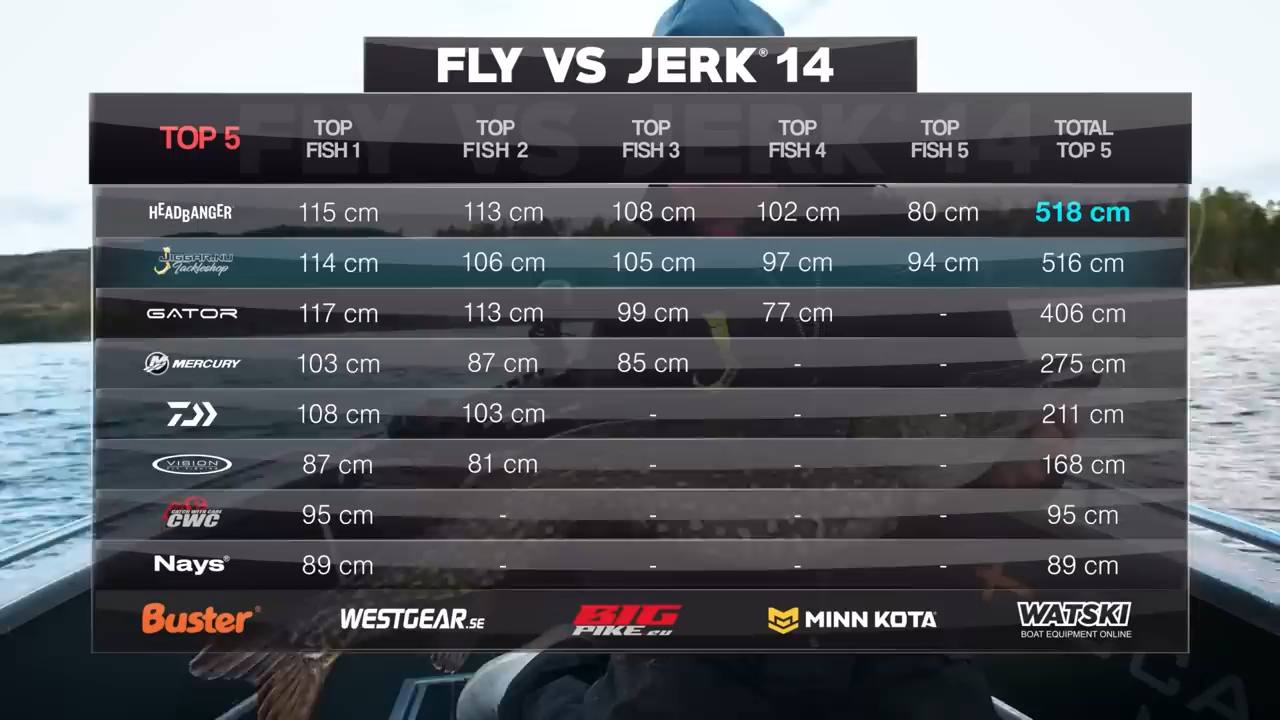 FLY VS JERK® 14
TOP 5 TOP FISH 1 TOP FISH 2 TOP FISH 3 TOP FISH 4 TOP FISH 5 TOTAL TOP 5
HEADBANGER 115 cm 113 cm 108 cm 102 cm 80 cm 518 cm
JIGGAR.NU Tackleshop 114 cm 106 cm 105 cm 97 cm 94 cm 516 cm
GATOR 117 cm 113 cm 99 cm 77 cm - 406 cm
MERCURY 103 cm 87 cm 85 cm - - 275 cm
108 cm 103 cm - - - 211 cm
VISION FLY FISHING 87 cm 81 cm - - - 168 cm
CATCH WITH CARE CWC 95 cm - - - - 95 cm
Nays® 89 cm - - - - 89 cm
Buster® WESTGEAR.SE BIG PIKE.eu MINN KOTA® WATSKI BOAT EQUIPMENT ONLINE